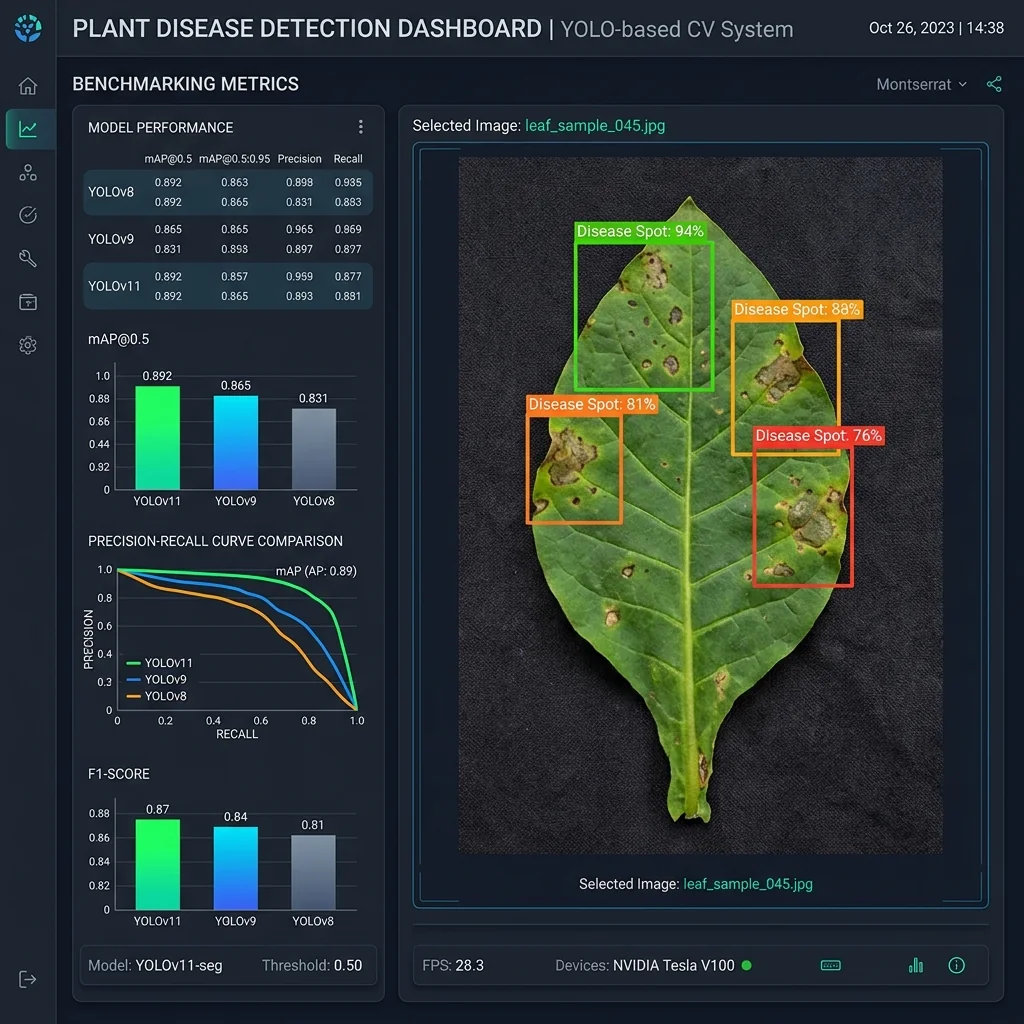 PLANT DISEASE DETECTION DASHBOARD | YOLO-based CV System
Oct 26, 2023 | 14:38
BENCHMARKING METRICS
Montserrat
MODEL PERFORMANCE
mAP@0.5 mAP@0.5:0.95 Precision Recall
YOLOv8
0.892 0.863 0.898 0.935
0.892 0.865 0.831 0.883
YOLOv9
0.865 0.865 0.965 0.869
0.831 0.898 0.897 0.877
YOLOv11
0.892 0.857 0.959 0.877
0.892 0.865 0.893 0.881
mAP@0.5
1.0
0.88
0.66
0.44
0.92
0
0.892
0.865
0.831
YOLOv11 YOLOv9 YOLOv8
PRECISION-RECALL CURVE COMPARISON
mAP (AP: 0.89)
PRECISION
1.0
0.8
0.6
0.4
0.3
0
YOLOv11
YOLOv9
YOLOv8
0 0.2 0.4 0.6 0.8 1.0
RECALL
F1-SCORE
0.88
0.86
0.84
0.82
0
0.87
0.84
0.81
YOLOv11 YOLOv9 YOLOv8
Model: YOLOv11-seg Threshold: 0.50
Selected Image: leaf_sample_045.jpg
Disease Spot: 94%
Disease Spot: 88%
Disease Spot: 81%
Disease Spot. 76%
Selected Image: leaf_sample_045.jpg
FPS: 28.3 Devices: NVIDIA Tesla V100